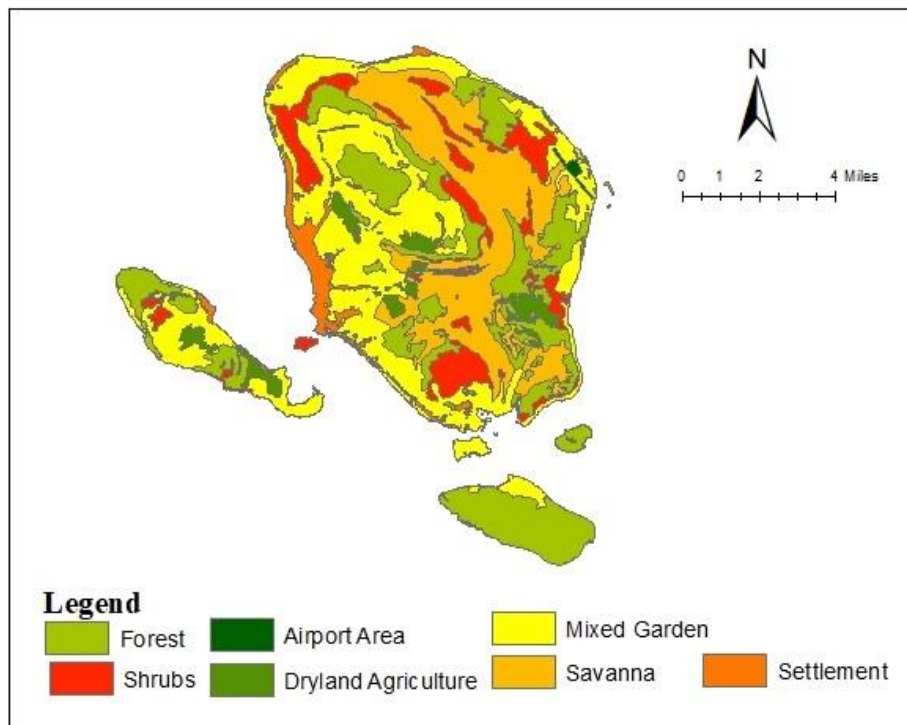 N
0 1 2 4 Miles
Legend
Forest Airport Area Mixed Garden
Shrubs Dryland Agriculture Savanna Settlement